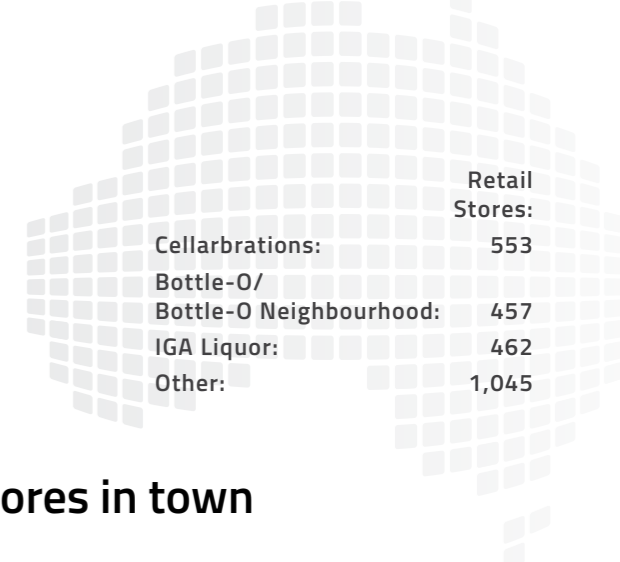 Retail
Stores:
Cellarbrations: 553
Bottle-O/
Bottle-O Neighbourhood: 457
IGA Liquor: 462
Other: 1,045
ores in town